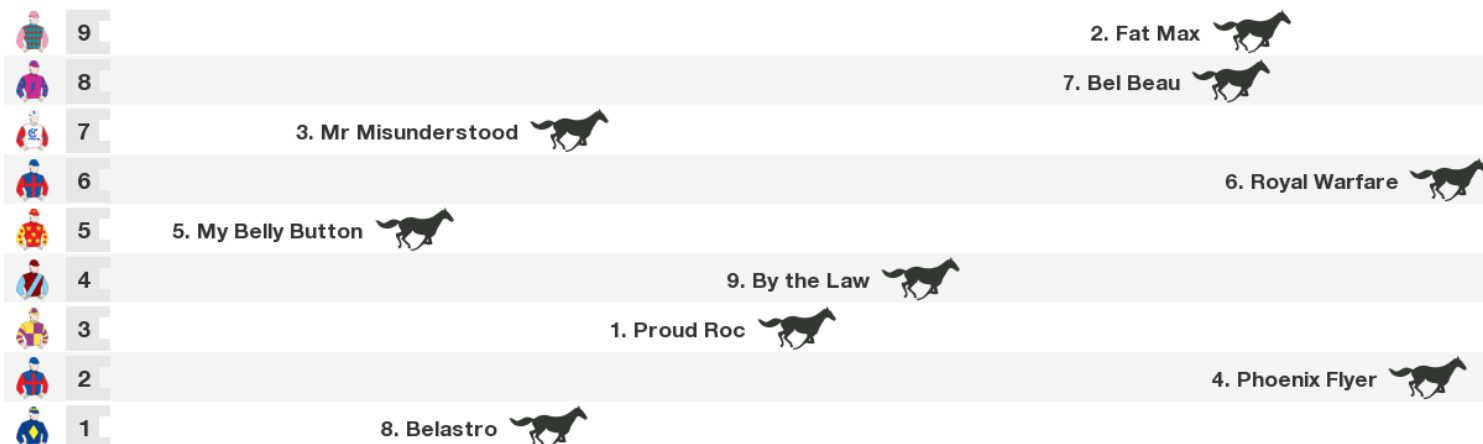 9 2. Fat Max
8 7. Bel Beau
7 3. Mr Misunderstood
6 6. Royal Warfare
5 5. My Belly Button
4 9. By the Law
3 1. Proud Roc
2 4. Phoenix Flyer
1 8. Belastro